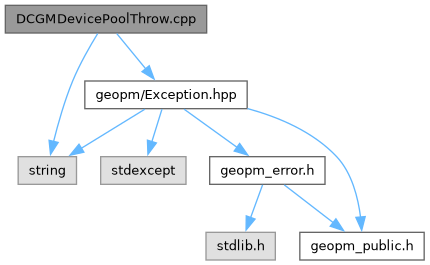 DCGMDevicePoolThrow.cpp
geopm/Exception.hpp
string
stdexcept
geopm_error.h
stdlib.h
geopm_public.h